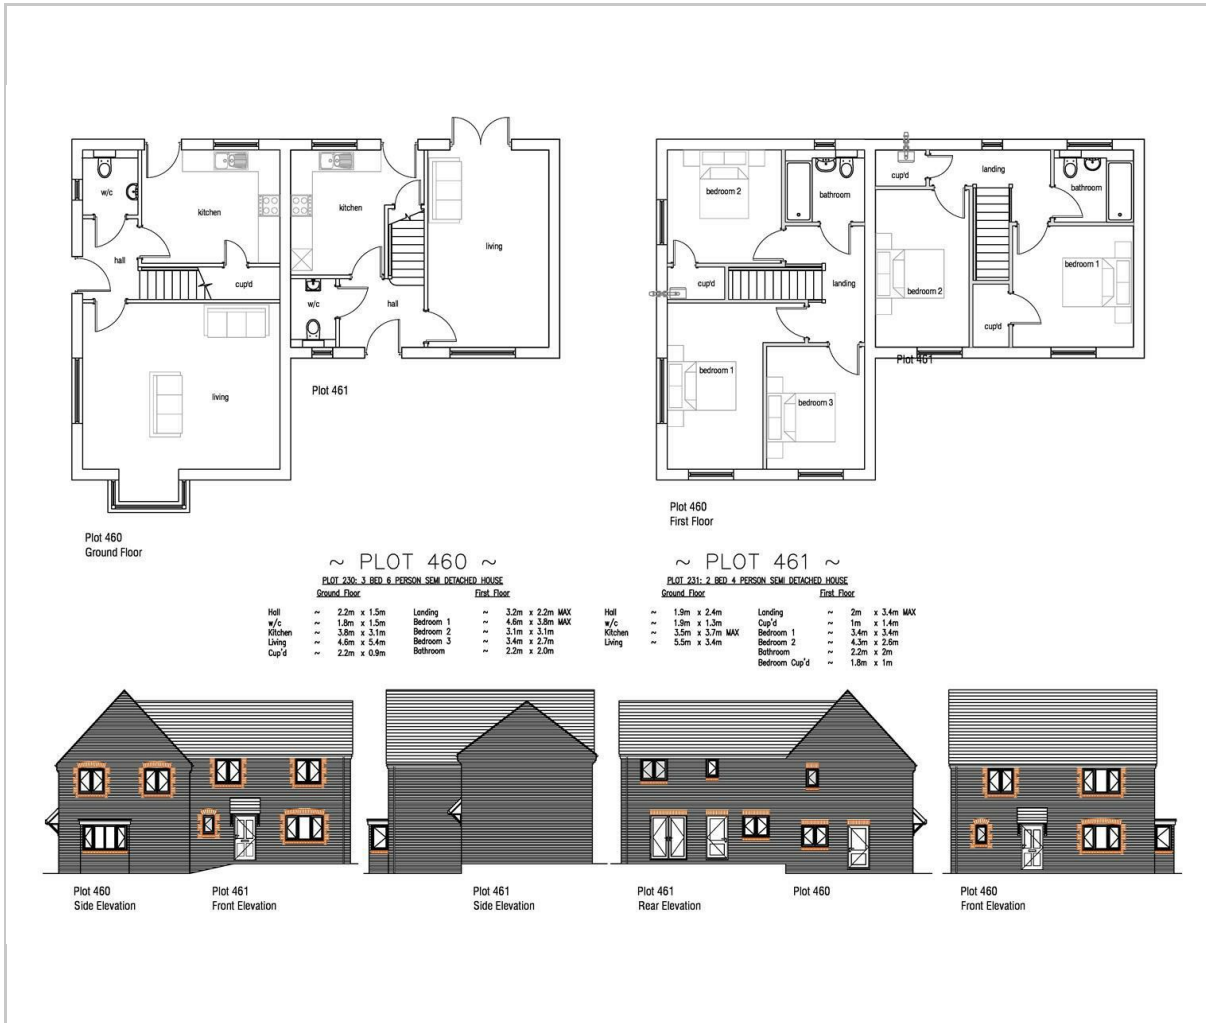 w/c
kitchen
hall
cup'd
living
kitchen
living
w/c
hall
Plot 461
Plot 460
Ground Floor
bedroom 2
bathroom
cup'd
landing
bathroom
bedroom 1
bedroom 2
cup'd
landing
cup'd
Plot 461
bedroom 1
bedroom 3
Plot 460
First Floor
~ PLOT 460 ~
PLOT 230: 3 BED 6 PERSON SEMI DETACHED HOUSE
Ground Floor First Floor
Hall ~ 2.2m x 1.5m Landing ~ 3.2m x 2.2m MAX
w/c ~ 1.8m x 1.5m Bedroom 1 ~ 4.6m x 3.8m MAX
Kitchen ~ 3.8m x 3.1m Bedroom 2 ~ 3.1m x 3.1m
Living ~ 4.6m x 5.4m Bedroom 3 ~ 3.4m x 2.7m
Cup'd ~ 2.2m x 0.9m Bathroom ~ 2.2m x 2.0m
~ PLOT 461 ~
PLOT 231: 2 BED 4 PERSON SEMI DETACHED HOUSE
Ground Floor First Floor
Hall ~ 1.9m x 2.4m Landing ~ 2m x 3.4m MAX
w/c ~ 1.9m x 1.3m Cup'd ~ 1m x 1.4m
Kitchen ~ 3.5m x 3.7m MAX Bedroom 1 ~ 3.4m x 3.4m
Living ~ 5.5m x 3.4m Bedroom 2 ~ 4.3m x 2.6m
Bathroom ~ 2.2m x 2m
Bedroom Cup'd ~ 1.8m x 1m
Plot 460
Side Elevation
Plot 461
Front Elevation
Plot 461
Side Elevation
Plot 461
Rear Elevation
Plot 460
Plot 460
Front Elevation